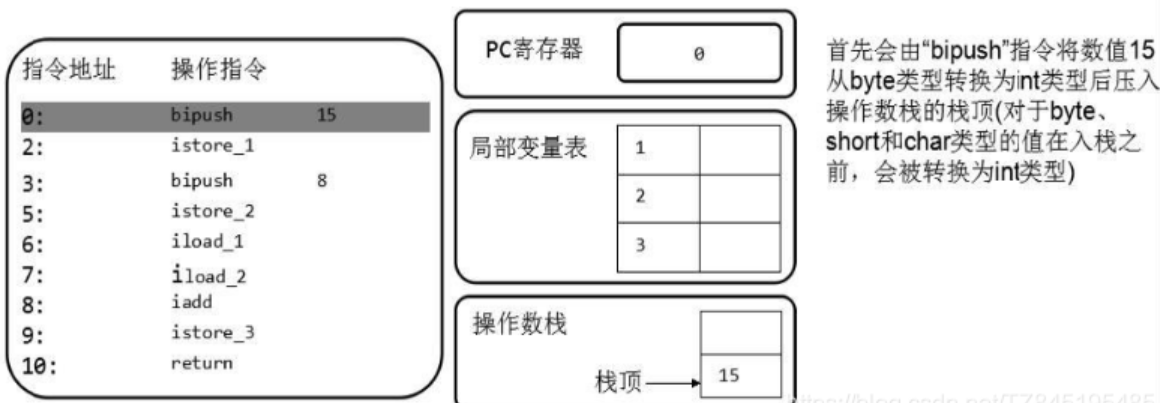 指令地址 操作指令
0: bipush 15
2: istore_1
3: bipush 8
5: istore_2
6: iload_1
7: iload_2
8: iadd
9: istore_3
10: return
PC寄存器 0
局部变量表
1
2
3
操作数栈
栈顶 15
首先会由“bipush”指令将数值15
从byte类型转换为int类型后压入
操作数栈的栈顶(对于byte、
short和char类型的值在入栈之
前，会被转换为int类型)